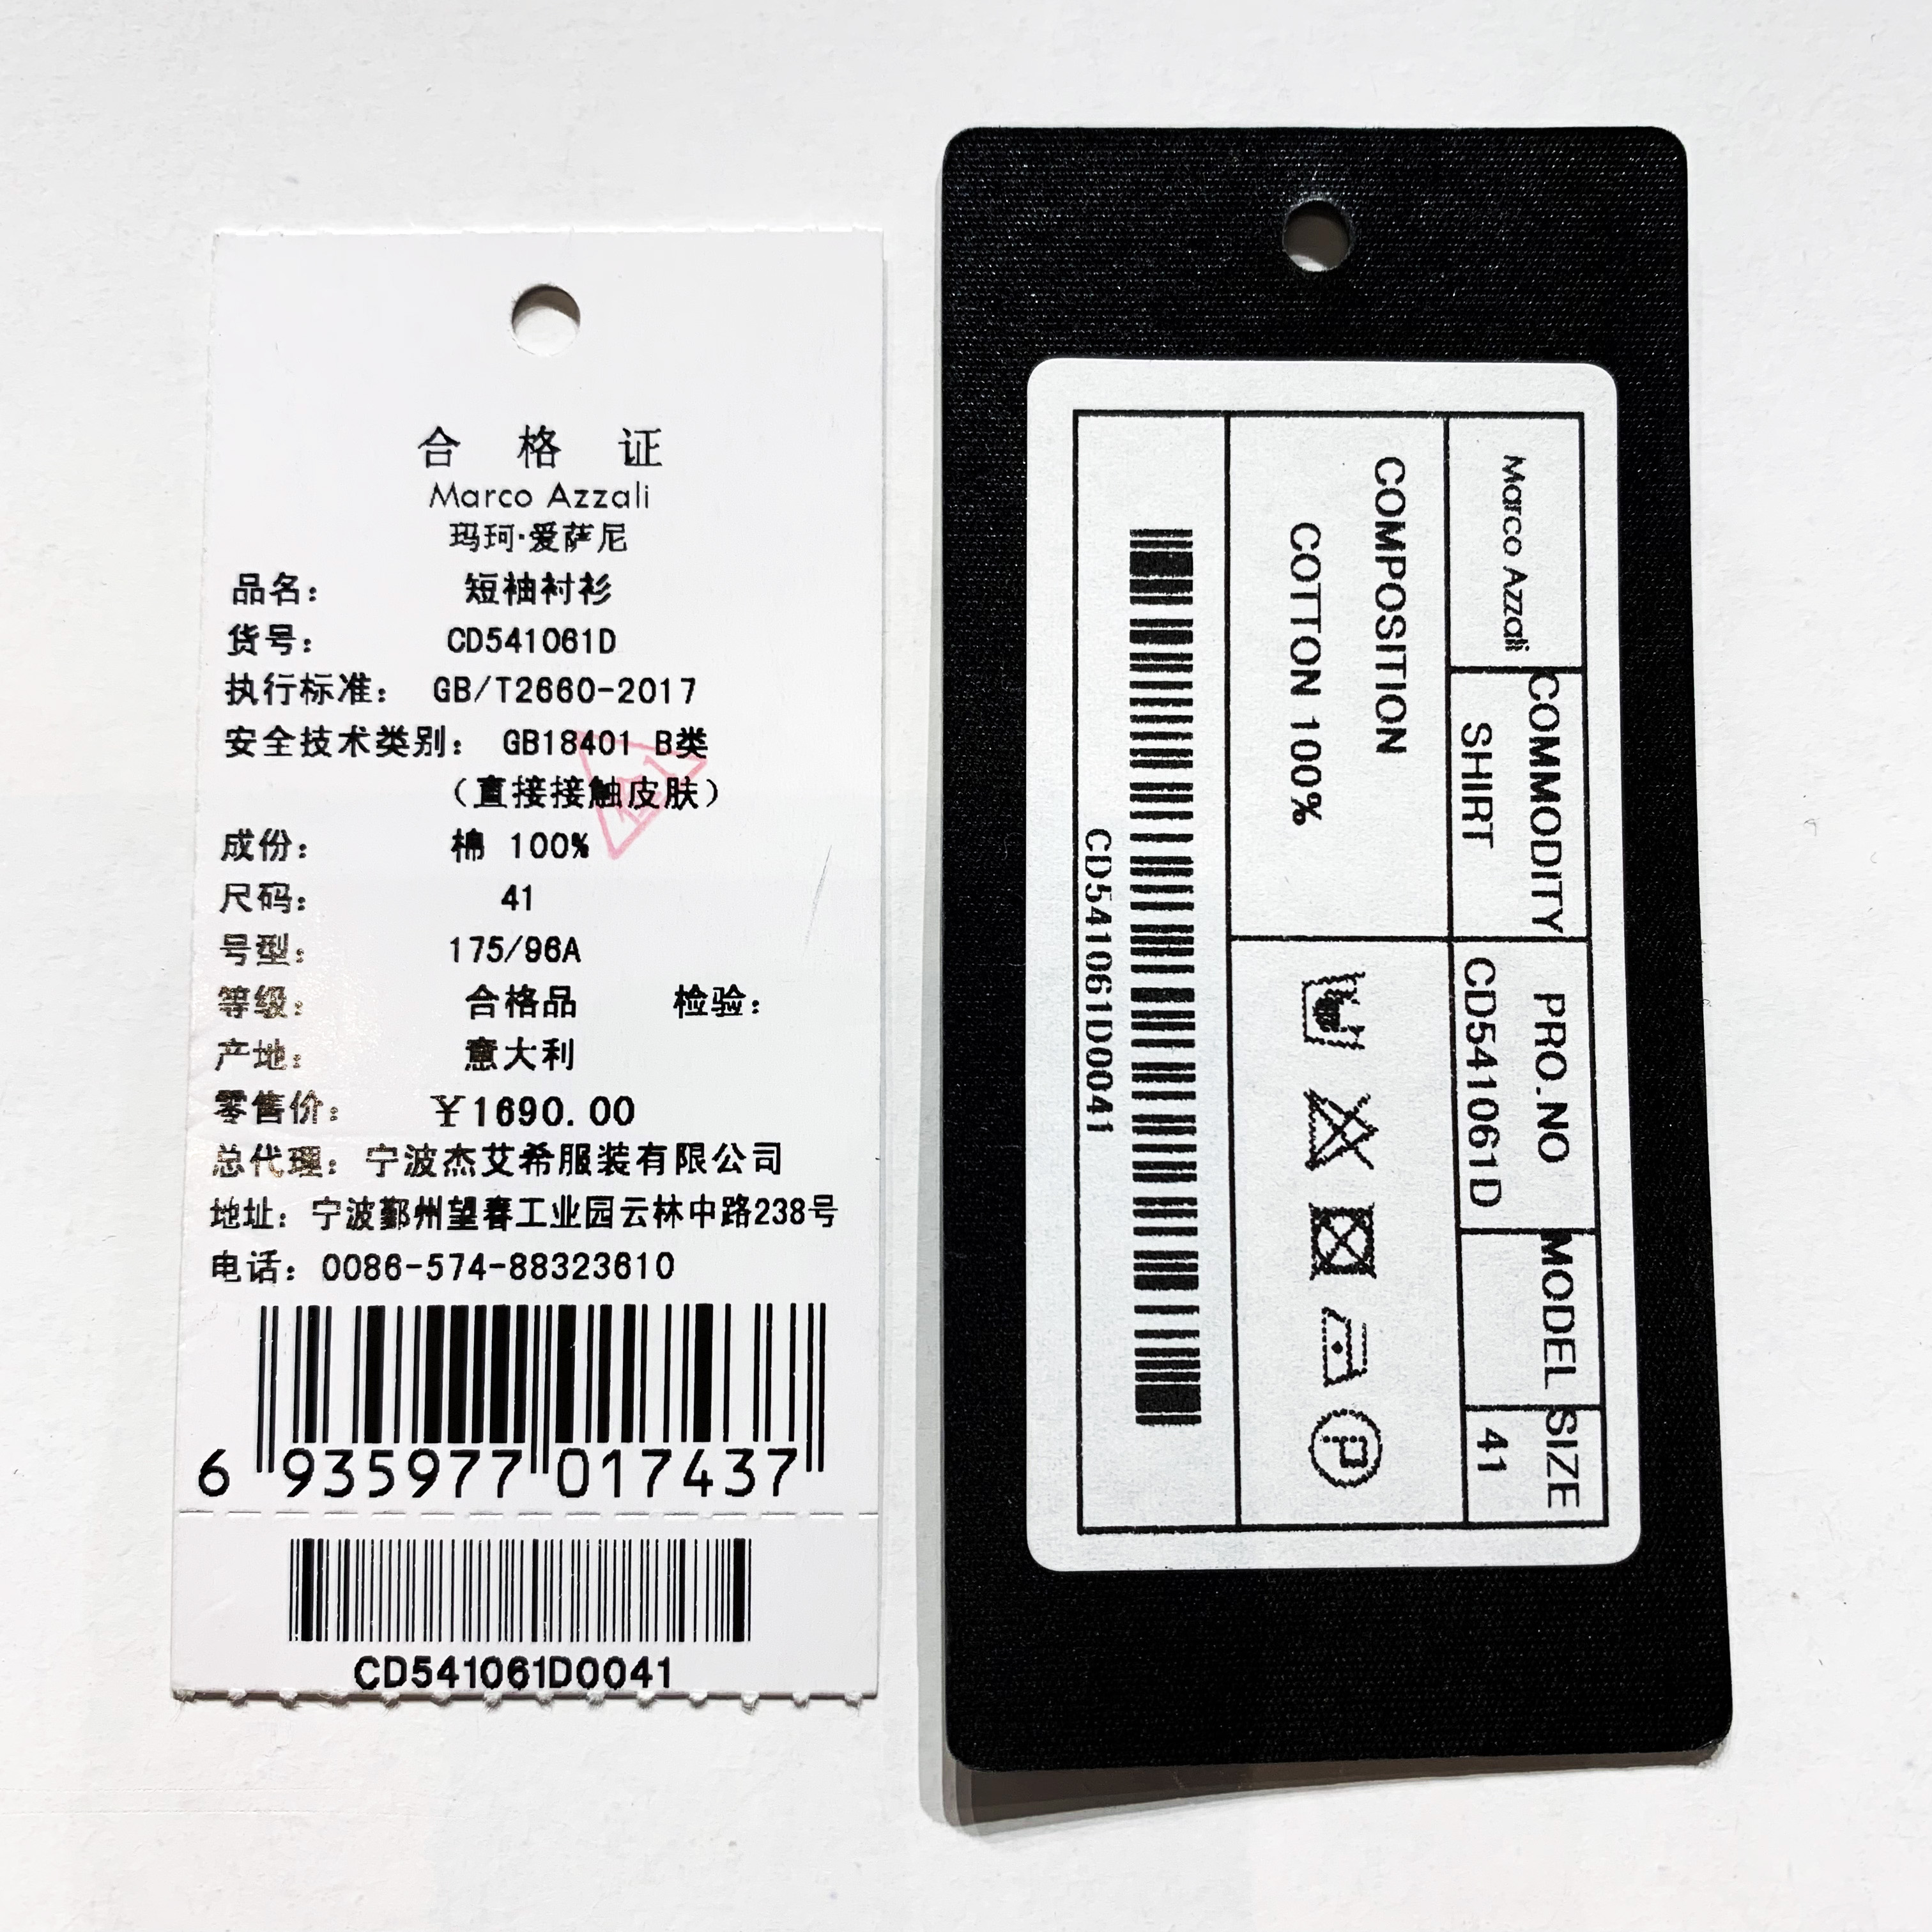 合 格 证
Marco Azzali
玛珂·爱萨尼
品名： 短袖衬衫
货号： CD541061D
执行标准： GB/T2660-2017
安全技术类别： GB18401 B类
（直接接触皮肤）
成份： 棉 100%
尺码： 41
号型： 175/96A
等级： 合格品 检验：
产地： 意大利
零售价： ￥1690.00
总代理：宁波杰艾希服装有限公司
地址：宁波鄞州望春工业园云林中路238号
电话：0086-574-88323610
6 935977 017437
CD541061D0041
Marco Azzali
COMMODITY
SHIRT
PRO.NO
CD541061D
MODEL
SIZE
41
COMPOSITION
COTTON 100%
P
CD541061D0041